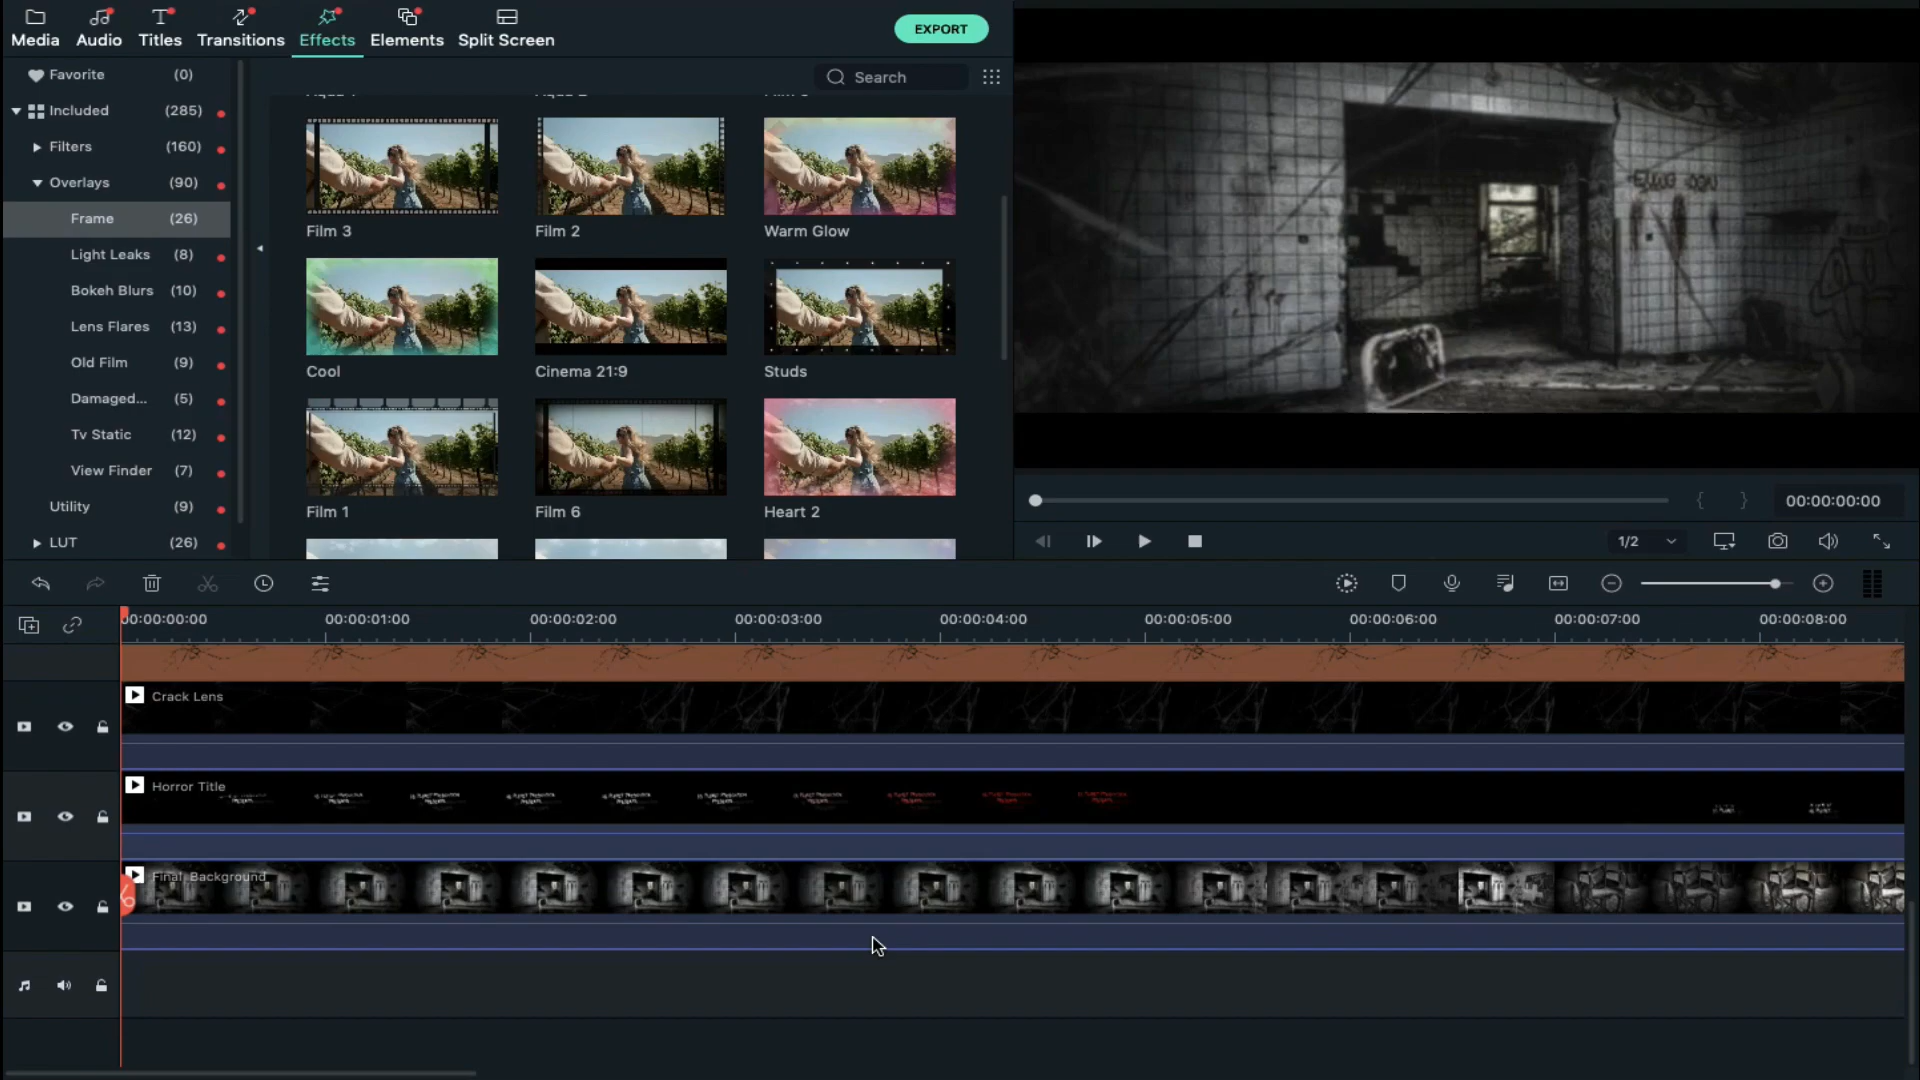 Media Audio Titles Transitions Effects Elements Split Screen
EXPORT
Favorite (0)
Included (285)
Filters (160)
Overlays (90)
Frame (26)
Light Leaks (8)
Bokeh Blurs (10)
Lens Flares (13)
Old Film (9)
Damaged... (5)
Tv Static (12)
View Finder (7)
Utility (9)
LUT (26)
Search
Film 3 Film 2 Warm Glow
Cool Cinema 21:9 Studs
Film 1 Film 6 Heart 2
{ } 00:00:00:00
1/2
00:00:00:00 00:00:01:00 00:00:02:00 00:00:03:00 00:00:04:00 00:00:05:00 00:00:06:00 00:00:07:00 00:00:08:00
Crack Lens
Horror Title
Final Background